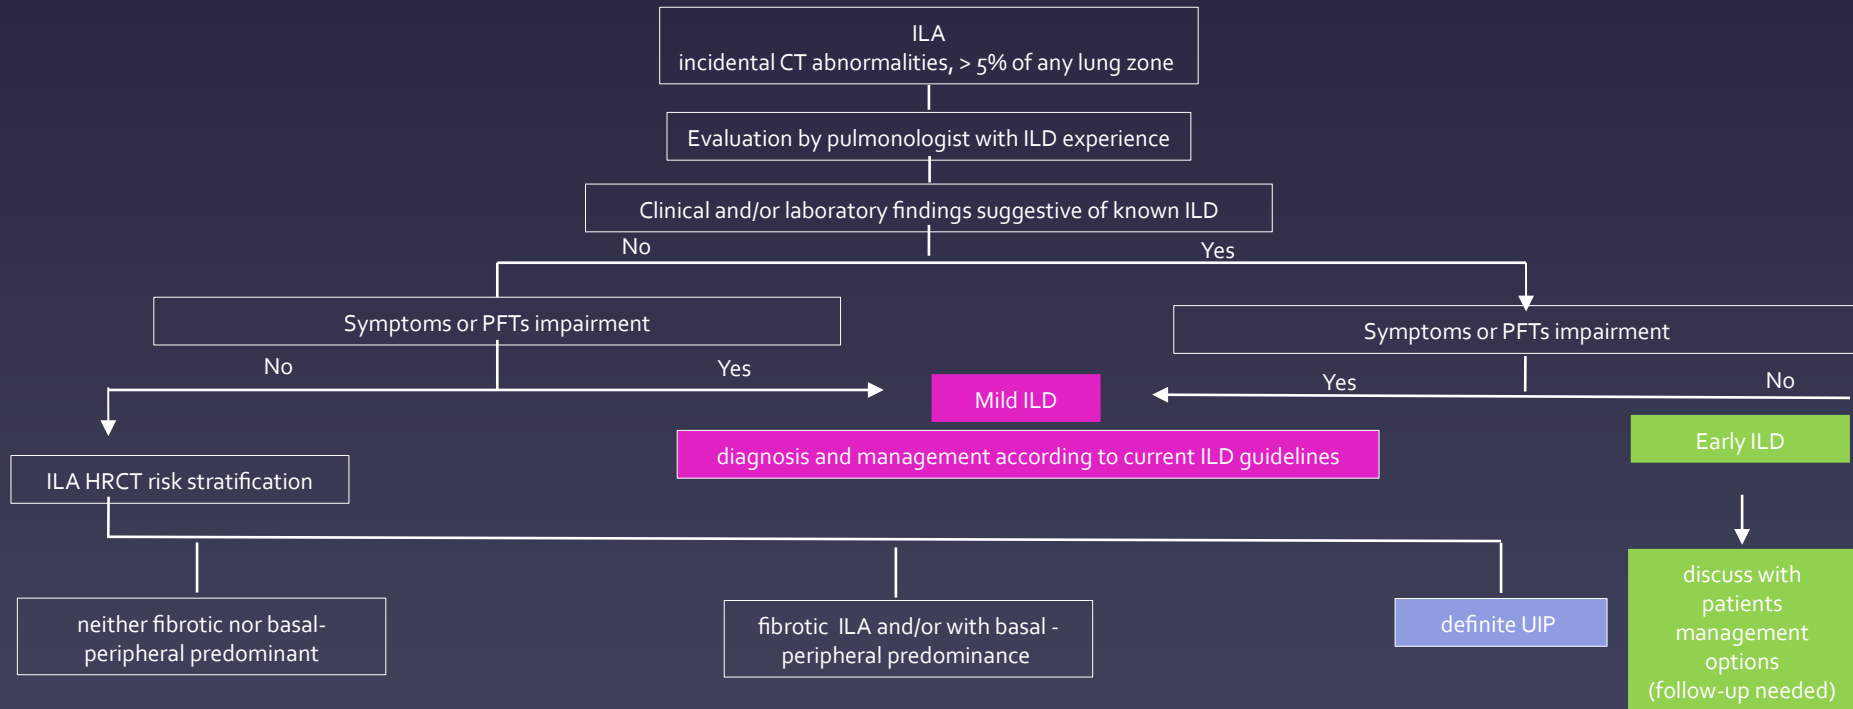 ILA
incidental CT abnormalities, > 5% of any lung zone
Evaluation by pulmonologist with ILD experience
Clinical and/or laboratory findings suggestive of known ILD
No
Yes
Symptoms or PFTs impairment
Symptoms or PFTs impairment
No
Yes
Yes
No
Mild ILD
diagnosis and management according to current ILD guidelines
Early ILD
ILA HRCT risk stratification
neither fibrotic nor basal-
peripheral predominant
fibrotic ILA and/or with basal -
peripheral predominance
definite UIP
discuss with
patients
management
options
(follow-up needed)